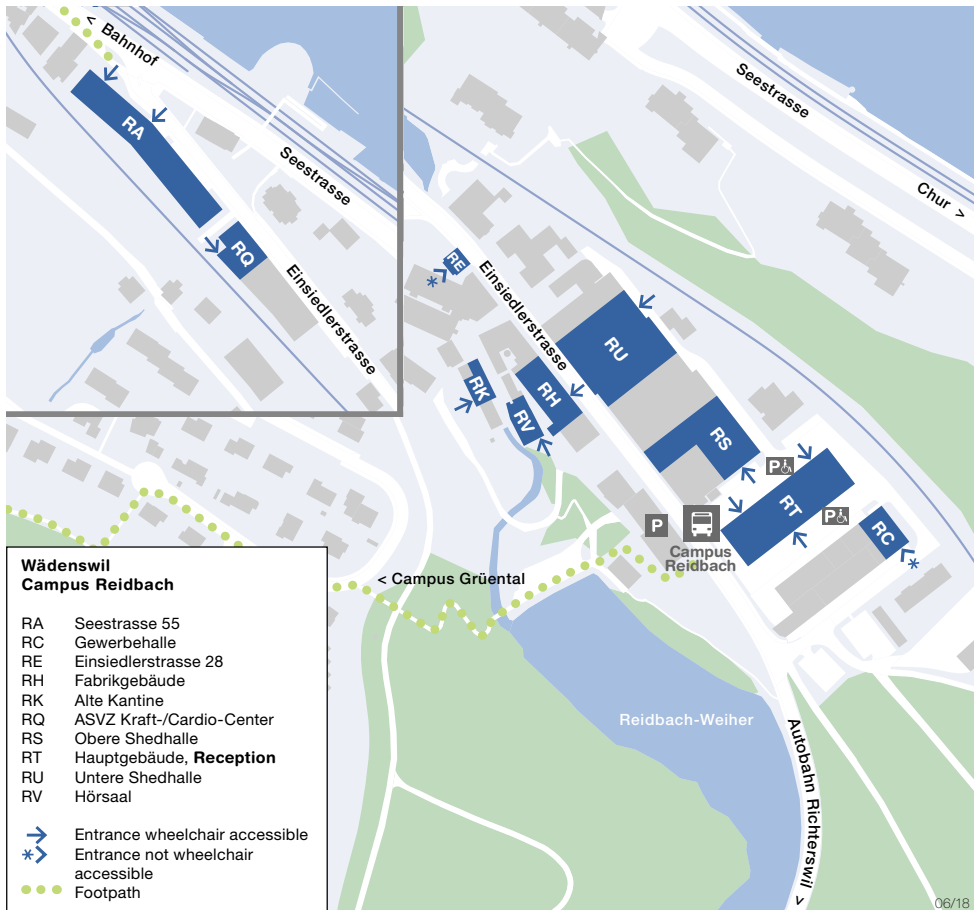 < Bahnhof
RA
Seestrasse
RQ
Einsiedlerstrasse
Seestrasse
Chur >
RE
Einsiedlerstrasse
RU
RK
RH
RV
RS
P
RT
P
RC
P
Campus
Reidbach
< Campus Grüental
Reidbach-Weiher
Autobahn Richterswil >
Wädenswil
Campus Reidbach
RA Seestrasse 55
RC Gewerbehalle
RE Einsiedlerstrasse 28
RH Fabrikgebäude
RK Alte Kantine
RQ ASVZ Kraft-/Cardio-Center
RS Obere Shedhalle
RT Hauptgebäude, Reception
RU Untere Shedhalle
RV Hörsaal
Entrance wheelchair accessible
Entrance not wheelchair
accessible
Footpath
06/18